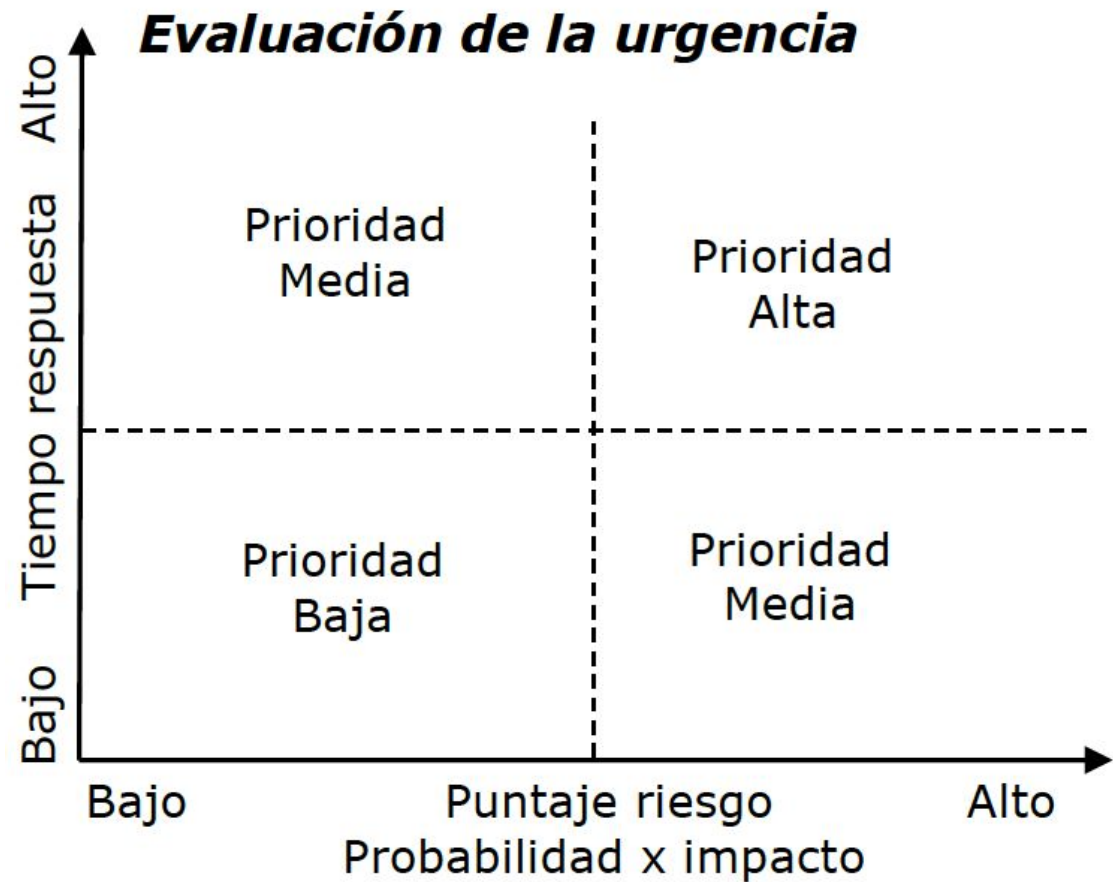 Evaluación de la urgencia
Alto
Tiempo respuesta
Bajo
Prioridad
Media
Prioridad
Alta
Prioridad
Baja
Prioridad
Media
Bajo
Puntaje riesgo
Alto
Probabilidad x impacto